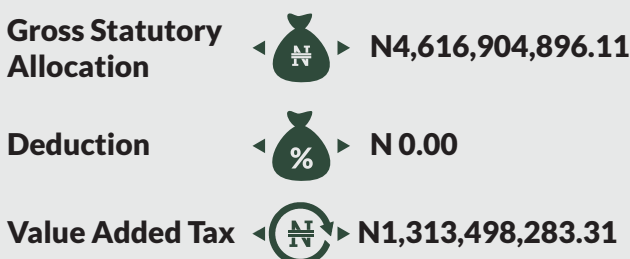 Gross Statutory
Allocation
₦
N4,616,904,896.11
Deduction
%
N 0.00
Value Added Tax
₦
N1,313,498,283.31